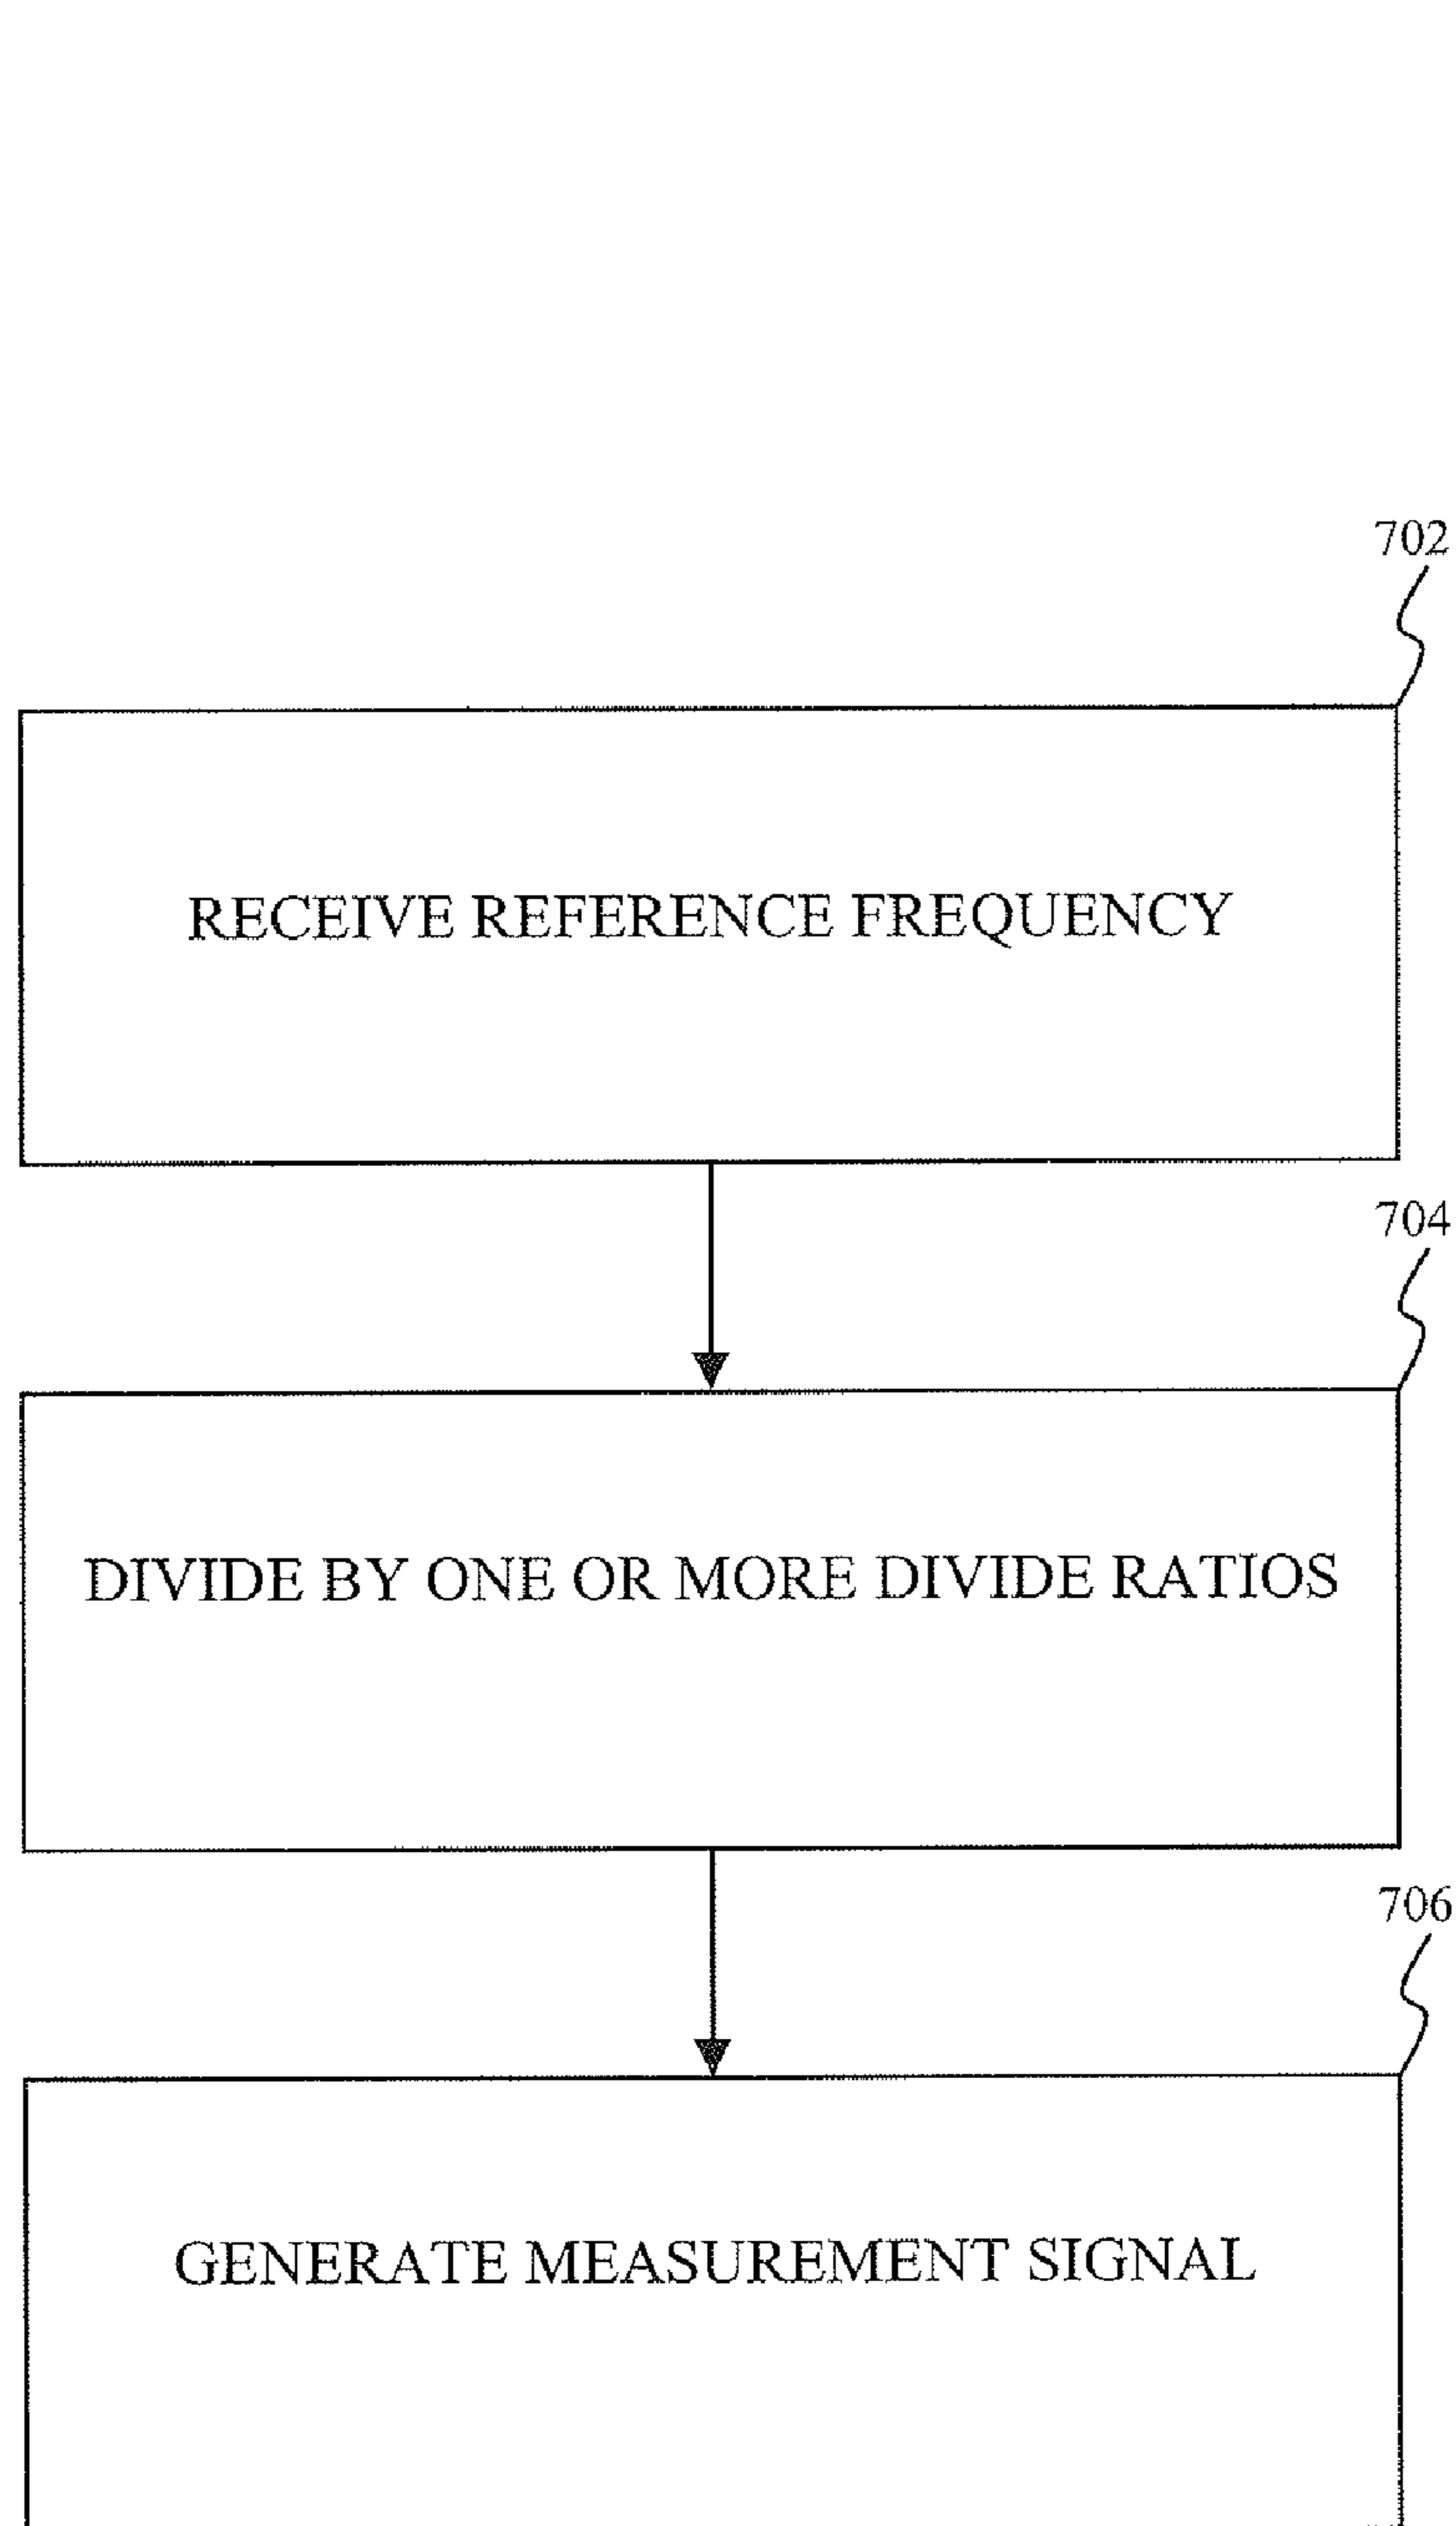 702
RECEIVE REFERENCE FREQUENCY
704
DIVIDE BY ONE OR MORE DIVIDE RATIOS
706
GENERATE MEASUREMENT SIGNAL